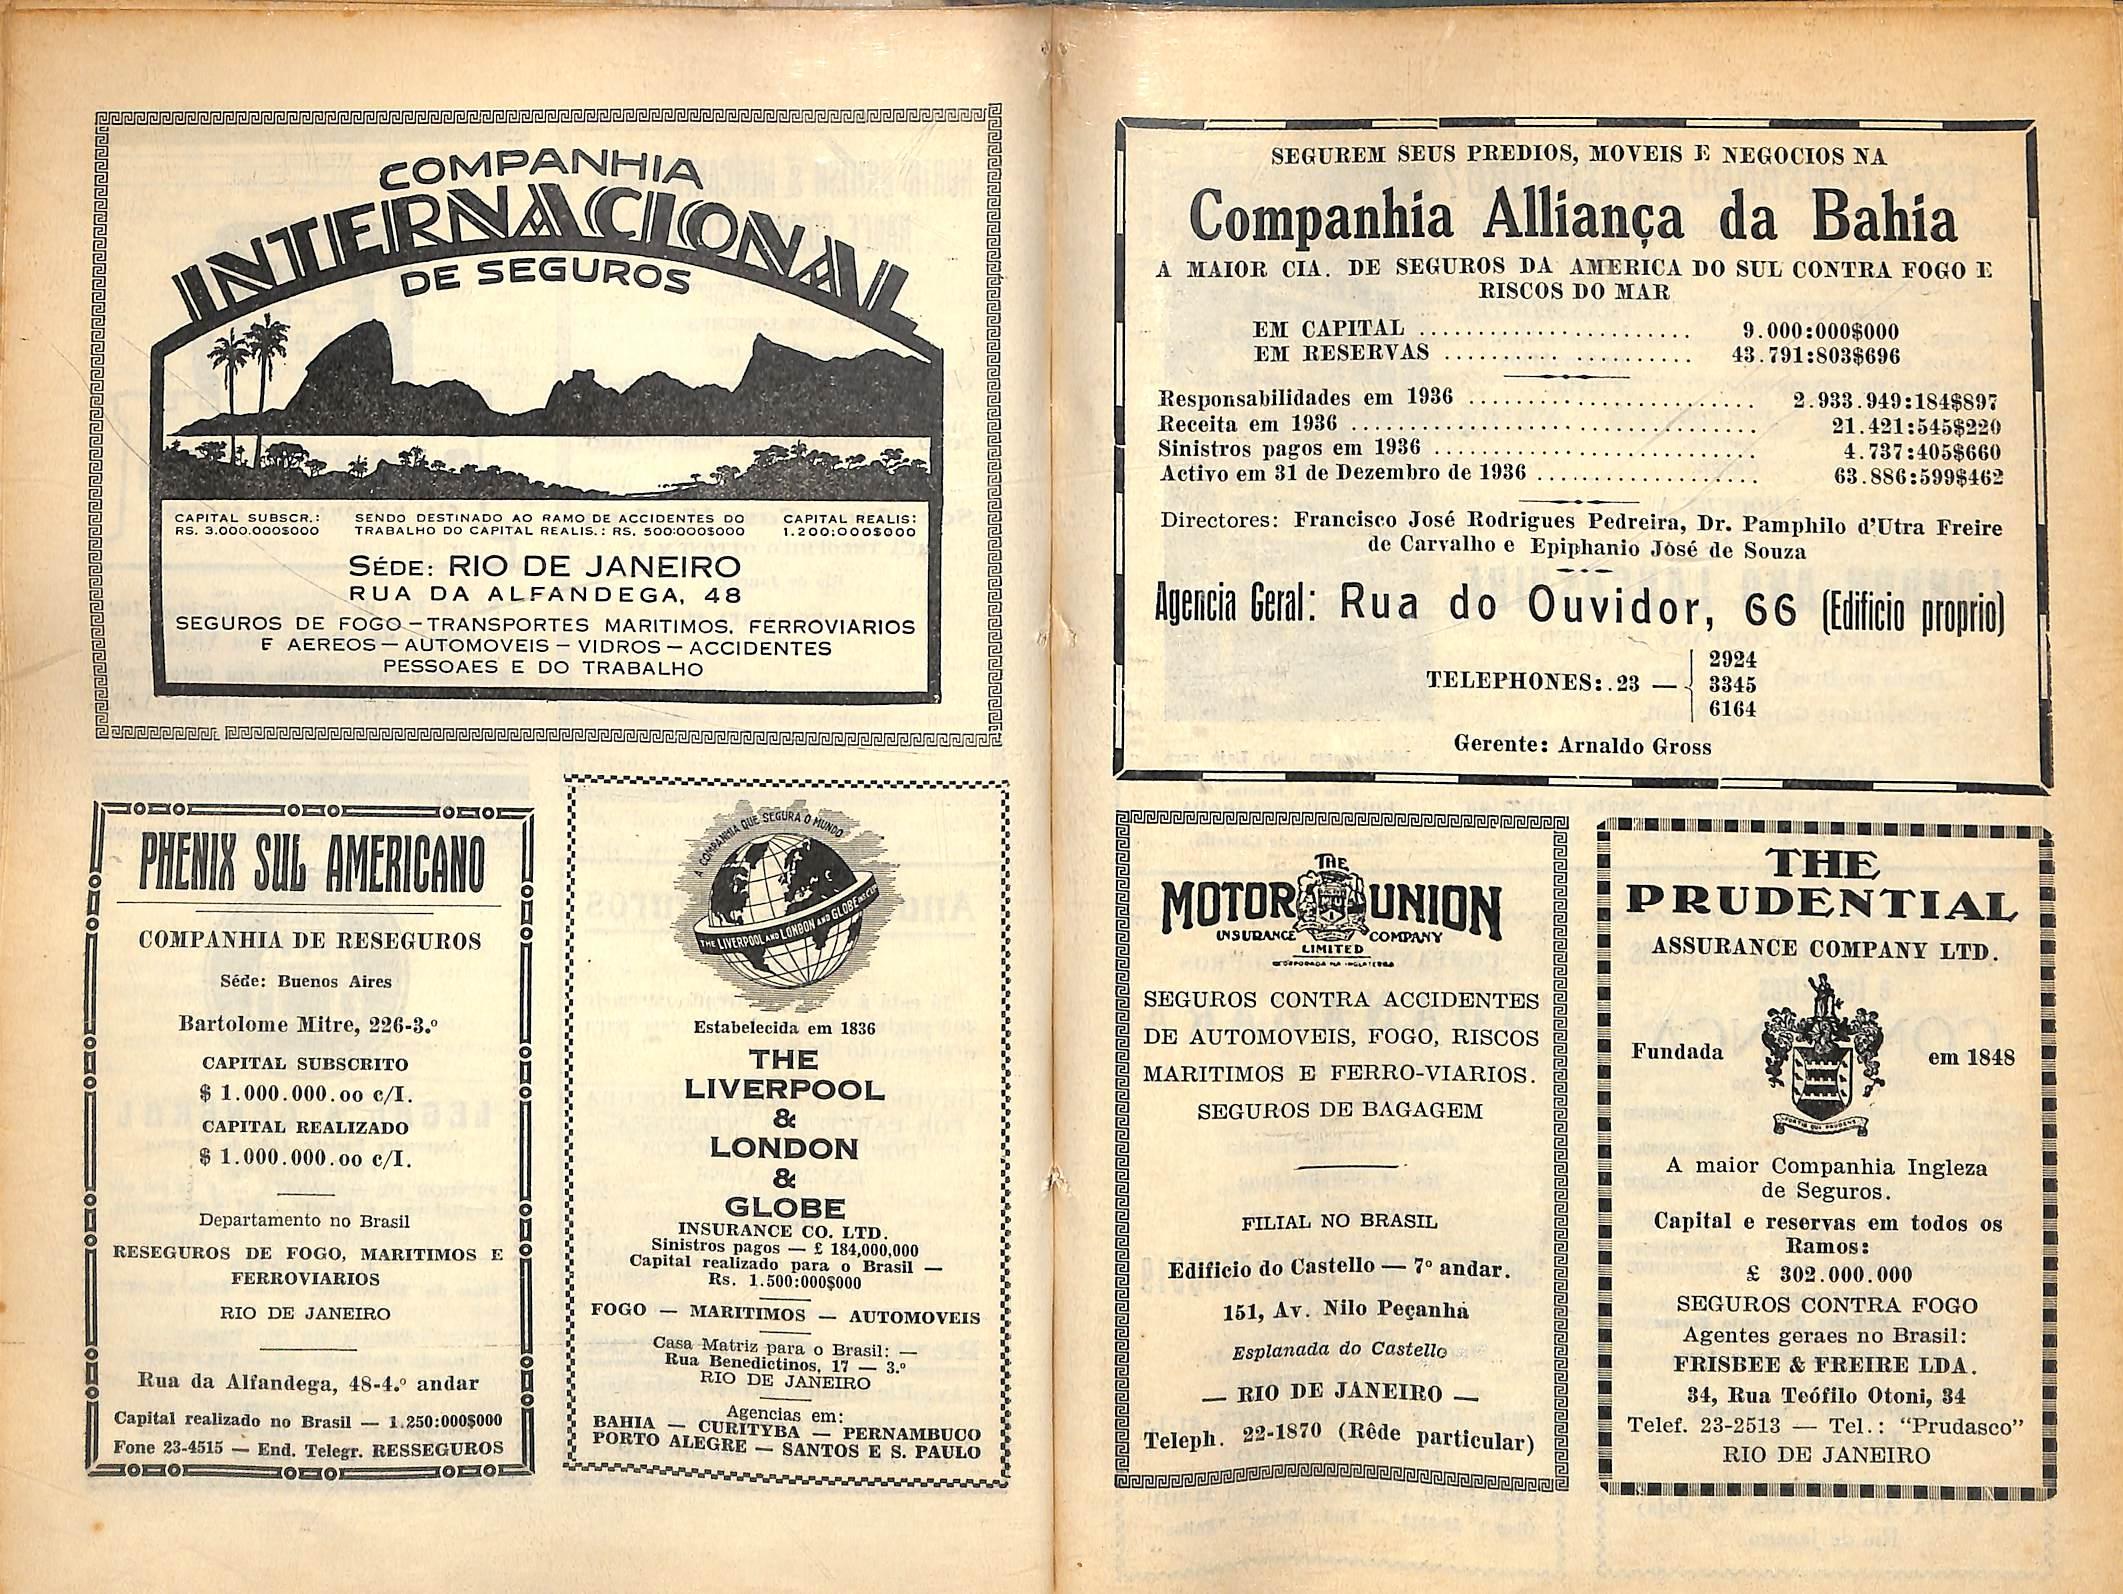 COMPANHIA
INTERNACIONAL
DE SEGUROS
CAPITAL SUBSCR.:
RS. 3.000.000$000
SENDO DESTINADO AO RAMO DE ACCIDENTES DO
TRABALHO DO CAPITAL REALIS.: RS. 500:000$000
CAPITAL REALIS:
1.200:000$000
SÉDE: RIO DE JANEIRO
RUA DA ALFANDEGA, 48
SEGUROS DE FOGO – TRANSPORTES MARITIMOS, FERROVIARIOS
E AEREOS – AUTOMOVEIS – VIDROS – ACCIDENTES
PESSOAES E DO TRABALHO
PHENIX SUL AMERICANO
COMPANHIA DE RESEGUROS
Séde: Buenos Aires
Bartolome Mitre, 226-3.º
CAPITAL SUBSCRITO
$ 1.000.000.oo c/I.
CAPITAL REALIZADO
$ 1.000.000.oo c/I.
Departamento no Brasil
RESEGUROS DE FOGO, MARITIMOS E
FERROVIARIOS
RIO DE JANEIRO
Rua da Alfandega, 48-4.º andar
Capital realizado no Brasil — 1.250:000$000
Fone 23-4515 — End. Telegr. RESSEGUROS
A COMPANHIA QUE SEGURA O MUNDO
THE LIVERPOOL AND LONDON AND GLOBE
Estabelecida em 1836
THE
LIVERPOOL
&
LONDON
&
GLOBE
INSURANCE CO. LTD.
Sinistros pagos — £ 184,000,000
Capital realizado para o Brasil —
Rs. 1.500:000$000
FOGO — MARITIMOS — AUTOMOVEIS
Casa Matriz para o Brasil: —
Rua Benedictinos, 17 — 3.º
RIO DE JANEIRO
Agencias em:
BAHIA — CURITYBA — PERNAMBUCO
PORTO ALEGRE — SANTOS E S. PAULO
SEGUREM SEUS PREDIOS, MOVEIS E NEGOCIOS NA
Companhia Alliança da Bahia
A MAIOR CIA. DE SEGUROS DA AMERICA DO SUL CONTRA FOGO E
RISCOS DO MAR
EM CAPITAL ....................... 9.000:000$000
EM RESERVAS ......... .......... 43.791:803$696
Responsabilidades em 1936 ........................ 2.933.949:184$897
Receita em 1936 .................................. 21.421:545$220
Sinistros pagos em 1936 ........................... 4.737:405$660
Activo em 31 de Dezembro de 1936 ................... 63.886:599$462
Directores: Francisco José Rodrigues Pedreira, Dr. Pamphilo d'Utra Freire
de Carvalho e Epiphanio José de Souza
Agencia Geral: Rua do Ouvidor, 66 (Edificio proprio)
2924
TELEPHONES: . 23 — 3345
6164
Gerente: Arnaldo Gross
THE
MOTOR UNION
INSURANCE COMPANY
LIMITED
SEGUROS CONTRA ACCIDENTES
DE AUTOMOVEIS, FOGO, RISCOS
MARITIMOS E FERRO-VIARIOS.
SEGUROS DE BAGAGEM
FILIAL NO BRASIL
Edificio do Castello — 7º andar.
151, Av. Nilo Peçanha
Esplanada do Castello
— RIO DE JANEIRO —
Teleph. 22-1870 (Rêde particular)
THE
PRUDENTIAL
ASSURANCE COMPANY LTD.
Fundada em 1848
FORTIS QUI PRUDENS
A maior Companhia Ingleza
de Seguros.
Capital e reservas em todos os
Ramos:
£ 302.000.000
SEGUROS CONTRA FOGO
Agentes geraes no Brasil:
FRISBEE & FREIRE LDA.
34, Rua Teófilo Otoni, 34
Telef. 23-2513 — Tel.: "Prudasco"
RIO DE JANEIRO